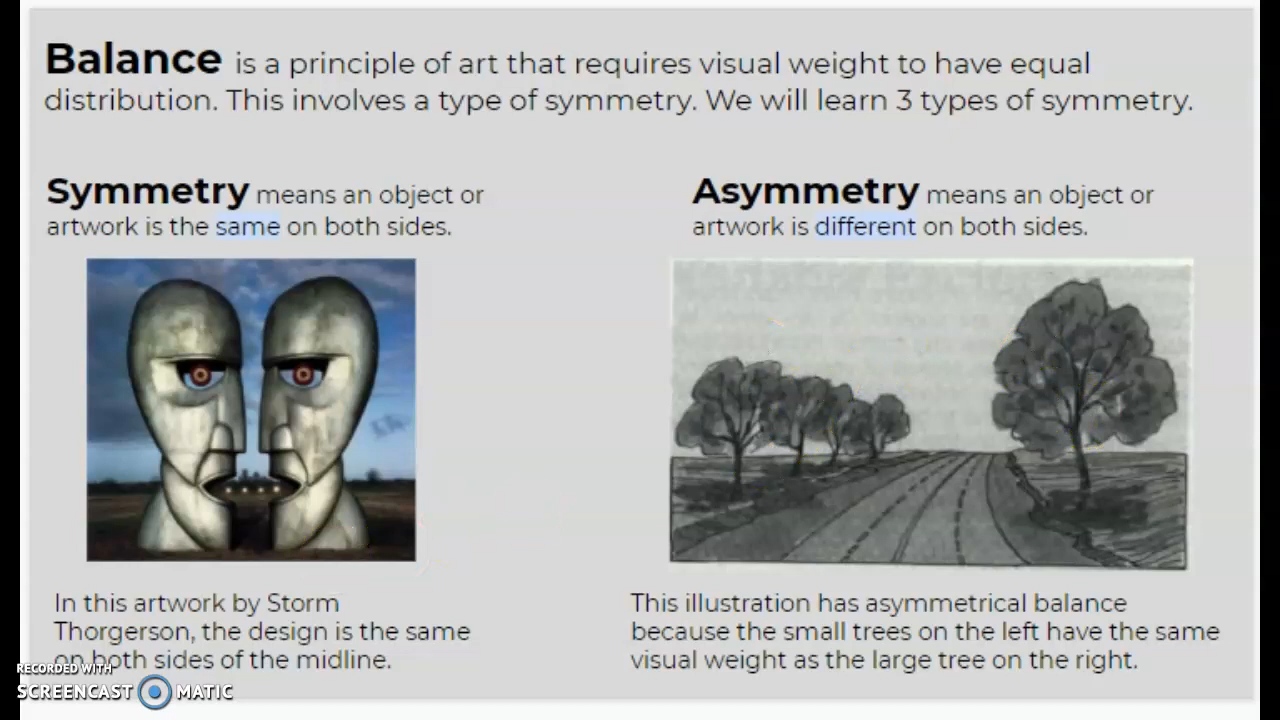 Balance is a principle of art that requires visual weight to have equal
distribution. This involves a type of symmetry. We will learn 3 types of symmetry.
Symmetry means an object or
artwork is the same on both sides.
Asymmetry means an object or
artwork is different on both sides.
In this artwork by Storm
Thorgerson, the design is the same
on both sides of the midline.
This illustration has asymmetrical balance
because the small trees on the left have the same
visual weight as the large tree on the right.
RECORDED WITH
SCREENCAST MATIC